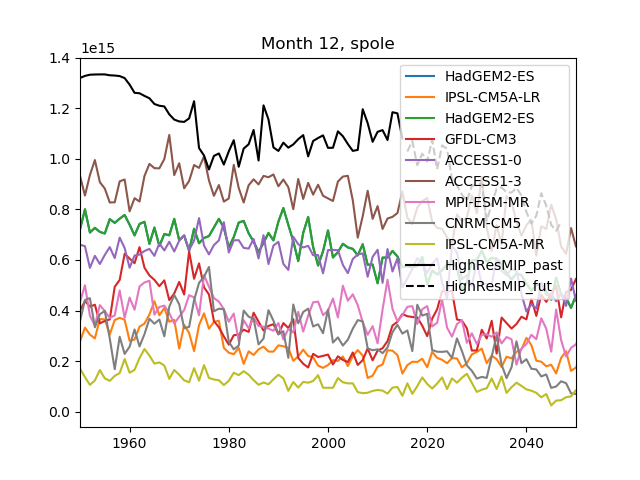 Month 12, spole
1e15
1.4
1.2
1.0
0.8
0.6
0.4
0.2
0.0
1960
1980
2000
2020
2040
HadGEM2-ES
IPSL-CM5A-LR
HadGEM2-ES
GFDL-CM3
ACCESS1-0
ACCESS1-3
MPI-ESM-MR
CNRM-CM5
IPSL-CM5A-MR
HighResMIP_past
HighResMIP_fut